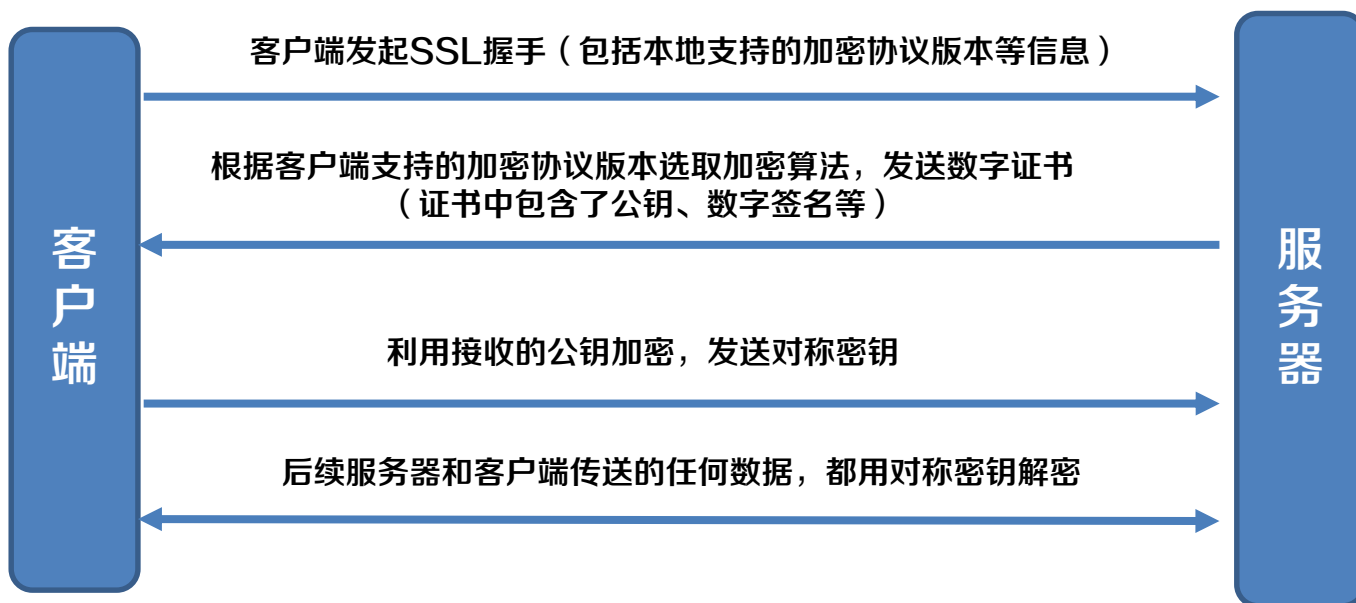 客户端发起SSL握手（包括本地支持的加密协议版本等信息）
根据客户端支持的加密协议版本选取加密算法，发送数字证书
（证书中包含了公钥、数字签名等）
客户端
服务器
利用接收的公钥加密，发送对称密钥
后续服务器和客户端传送的任何数据，都用对称密钥解密